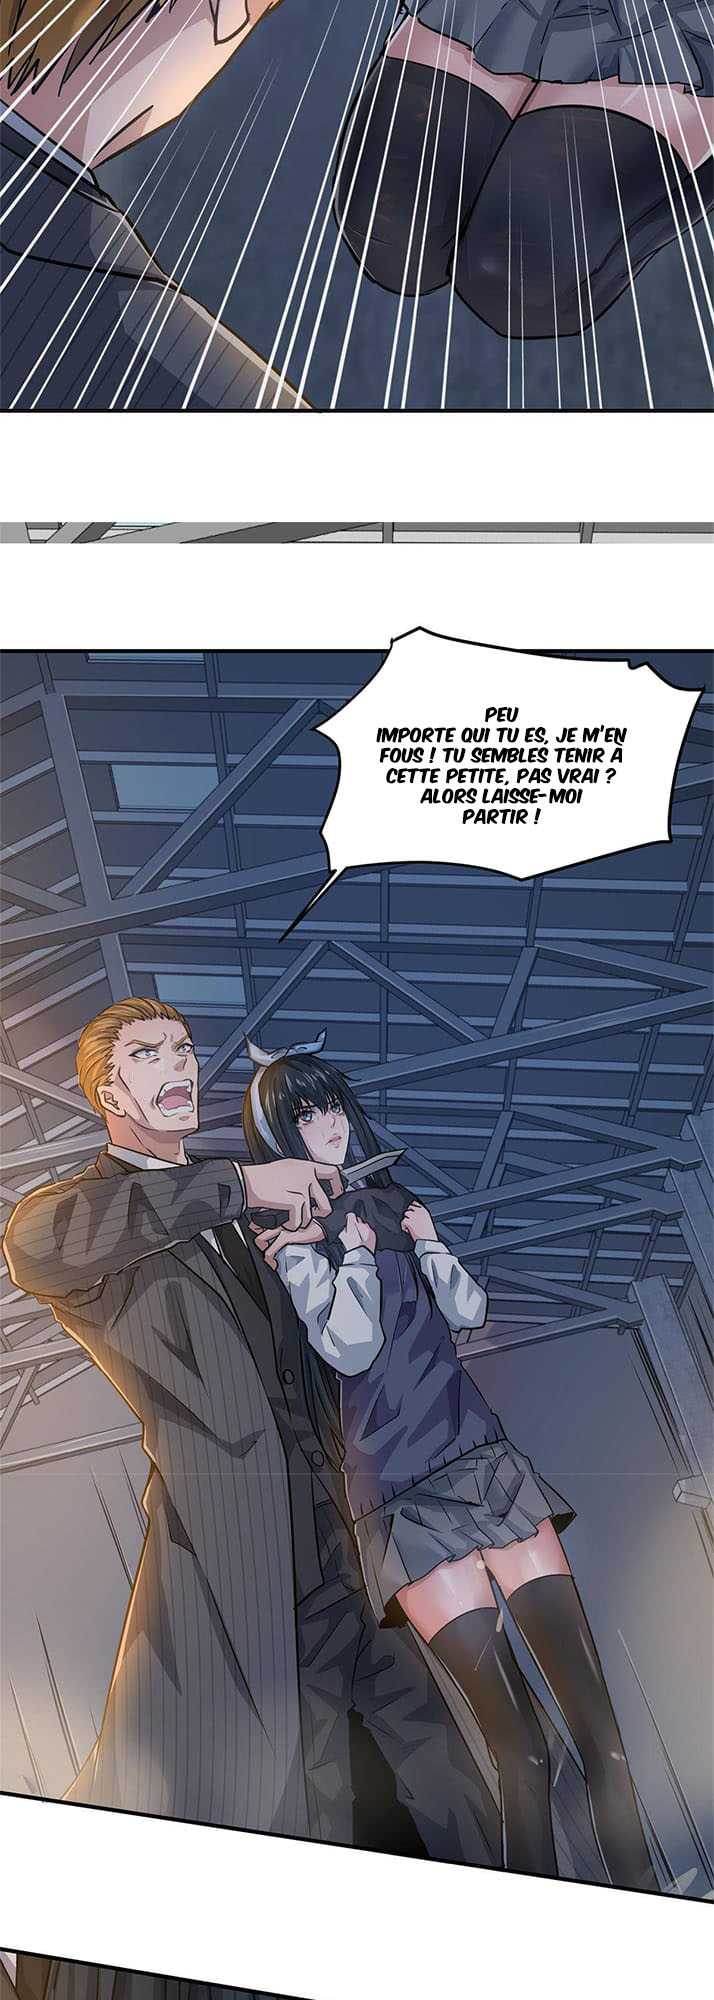 PEU
IMPORTE QUI TU ES, JE M'EN
FOUS ! TU SEMBLES TENIR À
CETTE PETITE, PAS VRAI ?
ALORS LAISSE-MOI
PARTIR !